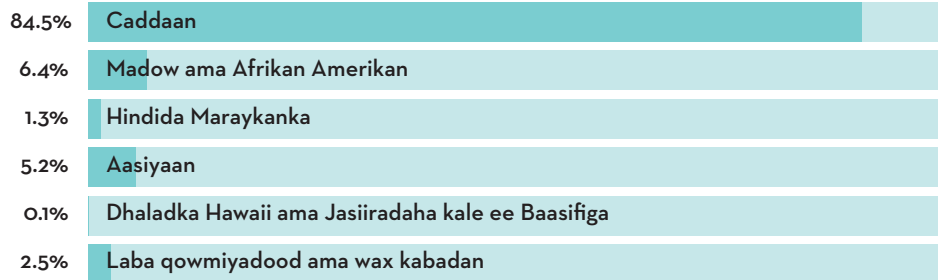 84.5% Caddaan
6.4% Madow ama Afrikan Amerikan
1.3% Hindida Maraykanka
5.2% Aasiyaan
0.1% Dhaladka Hawaii ama Jasiiradaha kale ee Baasifiga
2.5% Laba qowmiyadood ama wax kabadan